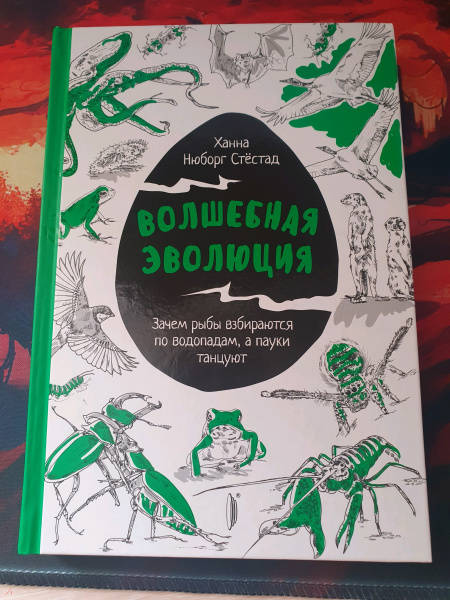 Ханна
Нюборг Стёстад
ВОЛШЕБНАЯ
ЭВОЛЮЦИЯ
Зачем рыбы взбираются
по водопадам, а пауки
танцуют